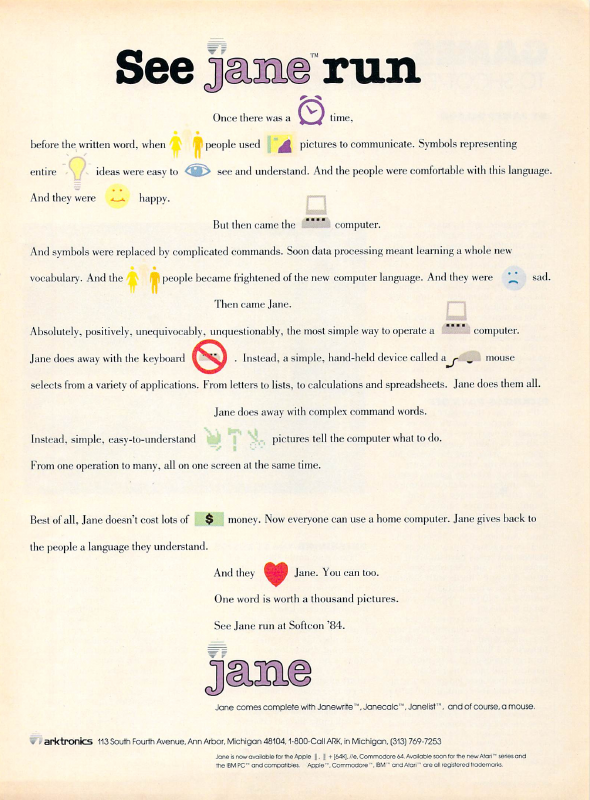 See jane™ run
Once there was a time,
before the written word, when people used pictures to communicate. Symbols representing
entire ideas were easy to see and understand. And the people were comfortable with this language.
And they were happy.
But then came the computer.
And symbols were replaced by complicated commands. Soon data processing meant learning a whole new
vocabulary. And the people became frightened of the new computer language. And they were sad.
Then came Jane.
Absolutely, positively, unequivocably, unquestionably, the most simple way to operate a computer.
Jane does away with the keyboard . Instead, a simple, hand-held device called a mouse
selects from a variety of applications. From letters to lists, to calculations and spreadsheets. Jane does them all.
Jane does away with complex command words.
Instead, simple, easy-to-understand pictures tell the computer what to do.
From one operation to many, all on one screen at the same time.
Best of all, Jane doesn't cost lots of $ money. Now everyone can use a home computer. Jane gives back to
the people a language they understand.
And they Jane. You can too.
One word is worth a thousand pictures.
See Jane run at Softcon '84.
jane
Jane comes complete with Janewrite™, Janecalc™, Janelist™, and of course, a mouse.
arktronics 113 South Fourth Avenue, Ann Arbor, Michigan 48104, 1-800-Call ARK, in Michigan, (313) 769-7253
Jane is now available for the Apple ][, ][ + (64K), //e, Commodore 64. Available soon for the new Atari™ series and
the IBM PC™ and compatibles. Apple™, Commodore™, IBM™ and Atari™ are all registered trademarks.